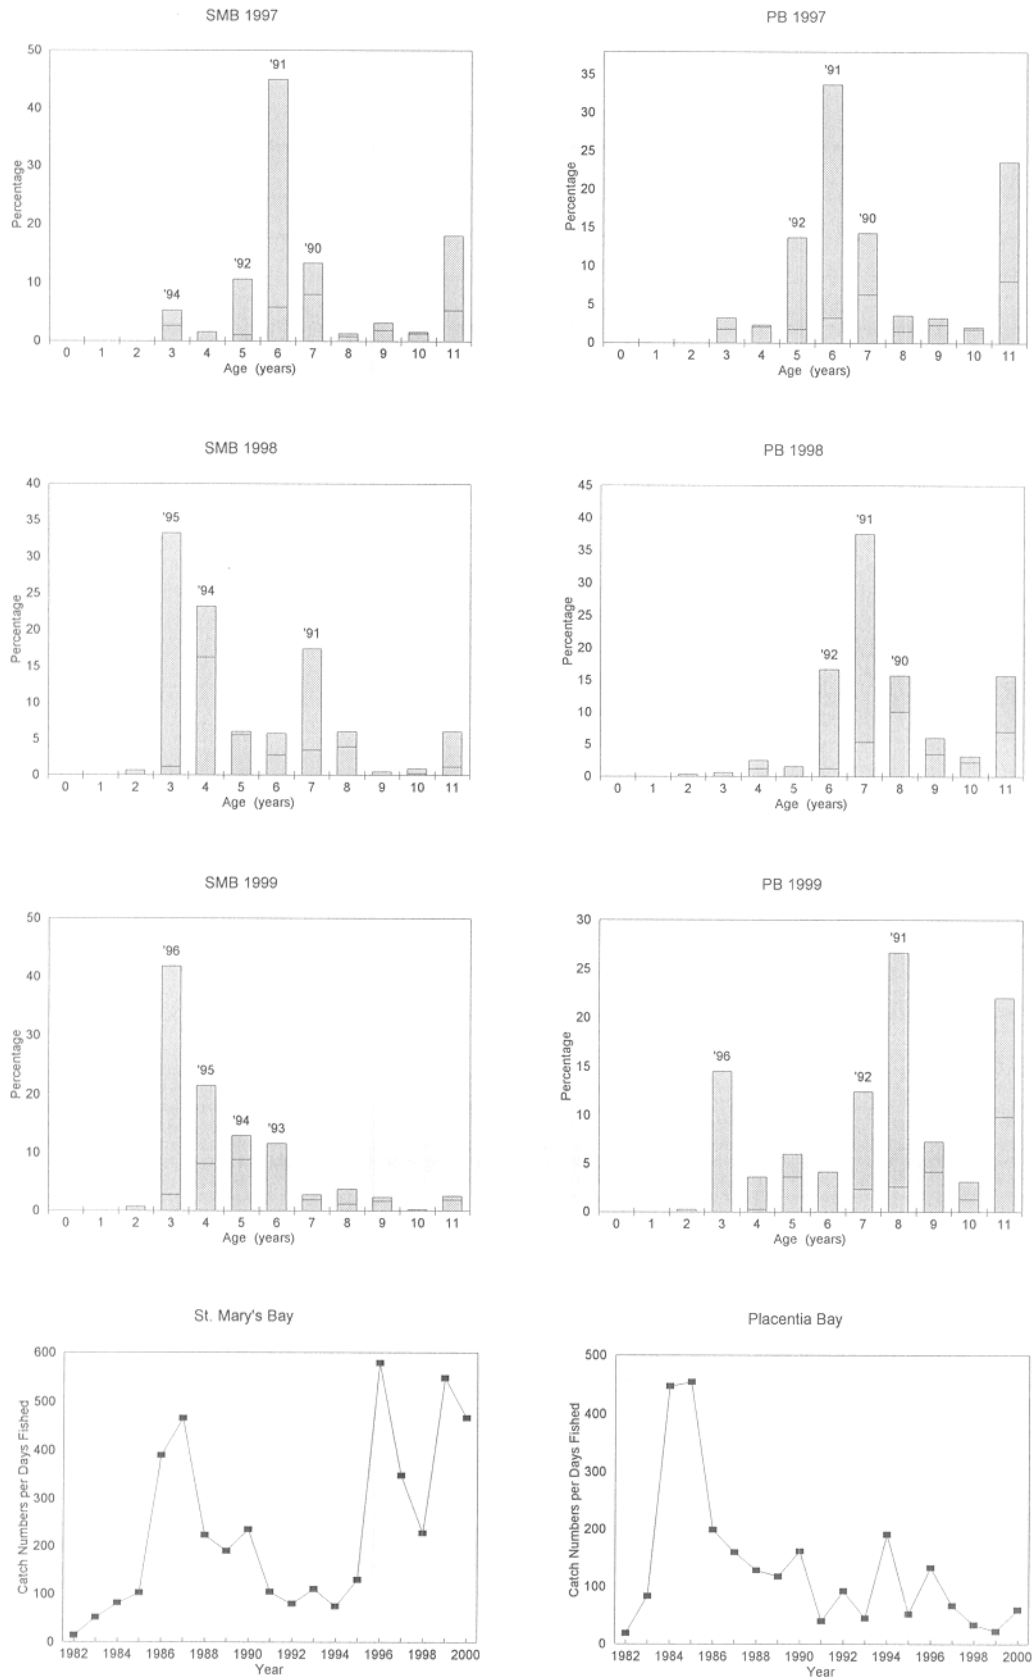 SMB 1997
50
40
30
20
10
0
Percentage
'94
'92
'91
'90
0 1 2 3 4 5 6 7 8 9 10 11
Age (years)
PB 1997
35
30
25
20
15
10
5
0
Percentage
'92
'91
'90
0 1 2 3 4 5 6 7 8 9 10 11
Age (years)
SMB 1998
40
35
30
25
20
15
10
5
0
Percentage
'95
'94
'91
0 1 2 3 4 5 6 7 8 9 10 11
Age (years)
PB 1998
45
40
35
30
25
20
15
10
5
0
Percentage
'92
'91
'90
0 1 2 3 4 5 6 7 8 9 10 11
Age (years)
SMB 1999
50
40
30
20
10
0
Percentage
'96
'95
'94
'93
0 1 2 3 4 5 6 7 8 9 10 11
Age (years)
PB 1999
30
25
20
15
10
5
0
Percentage
'96
'92
'91
0 1 2 3 4 5 6 7 8 9 10 11
Age (years)
St. Mary's Bay
600
500
400
300
200
100
0
Catch Numbers per Days Fished
1982 1984 1986 1988 1990 1992 1994 1996 1998 2000
Year
Placentia Bay
500
400
300
200
100
0
Catch Numbers per Days Fished
1982 1984 1986 1988 1990 1992 1994 1996 1998 2000
Year